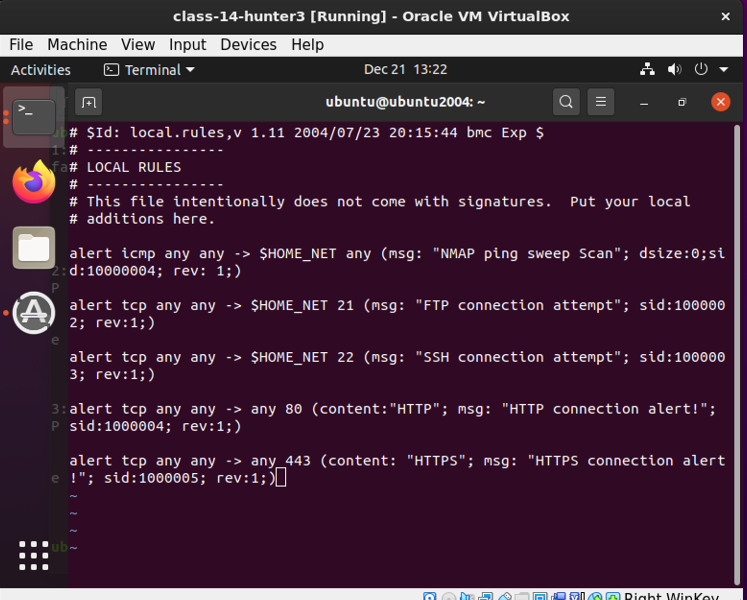 class-14-hunter3 [Running] - Oracle VM VirtualBox
File Machine View Input Devices Help
Activities Terminal Dec 21 13:22
ubuntu@ubuntu2004: ~
# $Id: local.rules,v 1.11 2004/07/23 20:15:44 bmc Exp $
# ----------------
# LOCAL RULES
# ----------------
# This file intentionally does not come with signatures.  Put your local
# additions here.
alert icmp any any -> $HOME_NET any (msg: "NMAP ping sweep Scan"; dsize:0;si
d:10000004; rev: 1;)
alert tcp any any -> $HOME_NET 21 (msg: "FTP connection attempt"; sid:100000
2; rev:1;)
alert tcp any any -> $HOME_NET 22 (msg: "SSH connection attempt"; sid:100000
3; rev:1;)
alert tcp any any -> any 80 (content:"HTTP"; msg: "HTTP connection alert!";
sid:1000004; rev:1;)
alert tcp any any -> any 443 (content: "HTTPS"; msg: "HTTPS connection alert
!"; sid:1000005; rev:1;)
~
~
~
~
Right WinKey